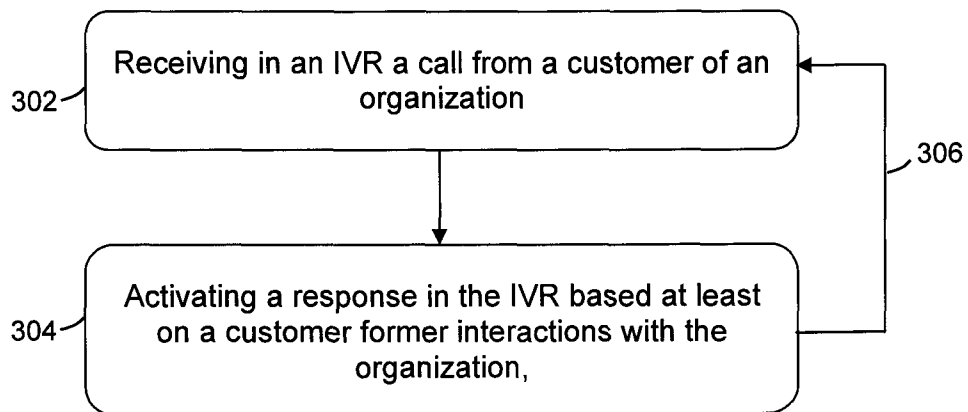 Receiving in an IVR a call from a customer of an
organization
302
306
Activating a response in the IVR based at least
on a customer former interactions with the
organization,
304